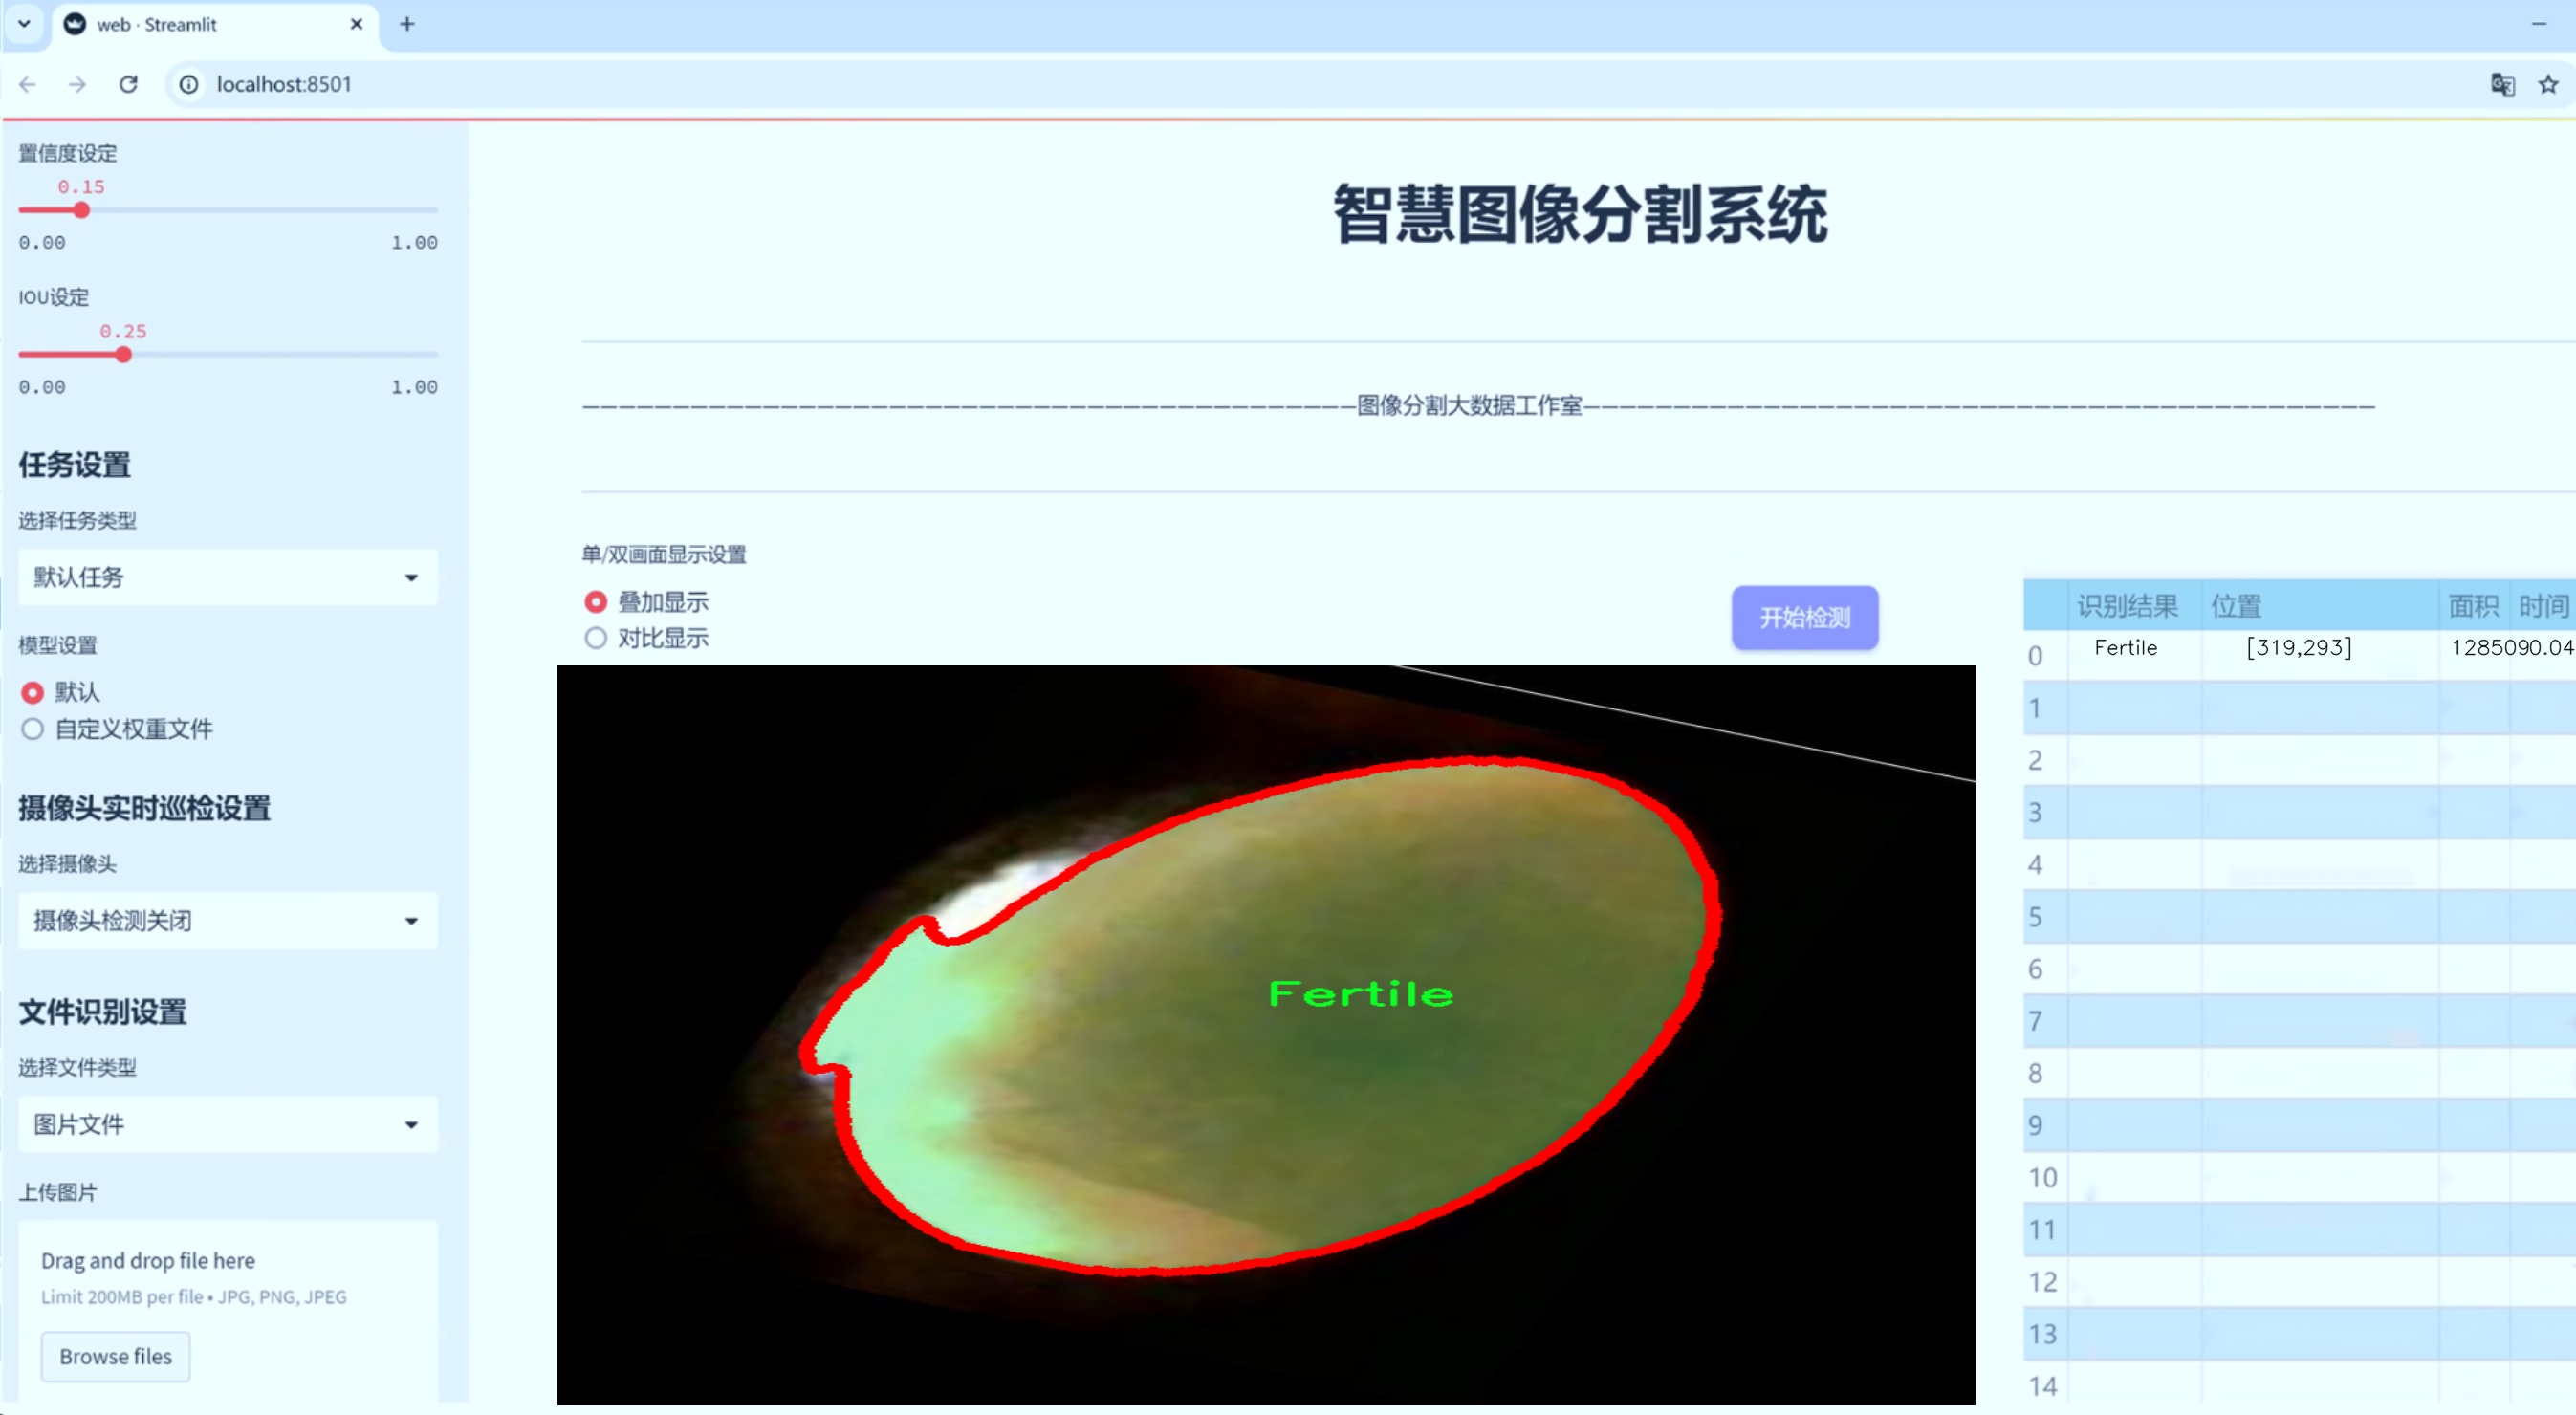 web · Streamlit
localhost:8501
置信度设定
0.15
0.00 1.00
IOU设定
0.25
0.00 1.00
任务设置
选择任务类型
默认任务
模型设置
默认
自定义权重文件
摄像头实时巡检设置
选择摄像头
摄像头检测关闭
文件识别设置
选择文件类型
图片文件
上传图片
Drag and drop file here
Limit 200MB per file • JPG, PNG, JPEG
Browse files
智慧图像分割系统
图像分割大数据工作室
单/双画面显示设置
叠加显示
对比显示
开始检测
Fertile
识别结果 位置 面积 时间
0 Fertile [319,293] 1285090.04
1
2
3
4
5
6
7
8
9
10
11
12
13
14